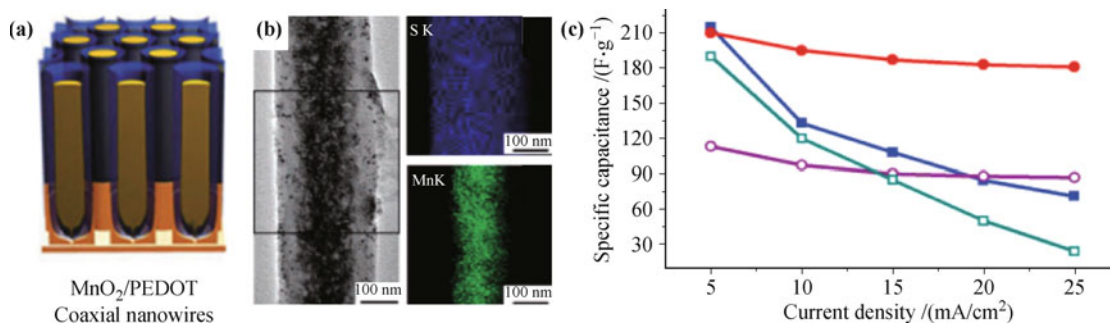 (a)
MnO₂/PEDOT
Coaxial nanowires
(b)
100 nm
S K
100 nm
MnK
100 nm
(c)
Specific capacitance /(F·g⁻¹)
210
180
150
120
90
60
30
5 10 15 20 25
Current density /(mA/cm²)